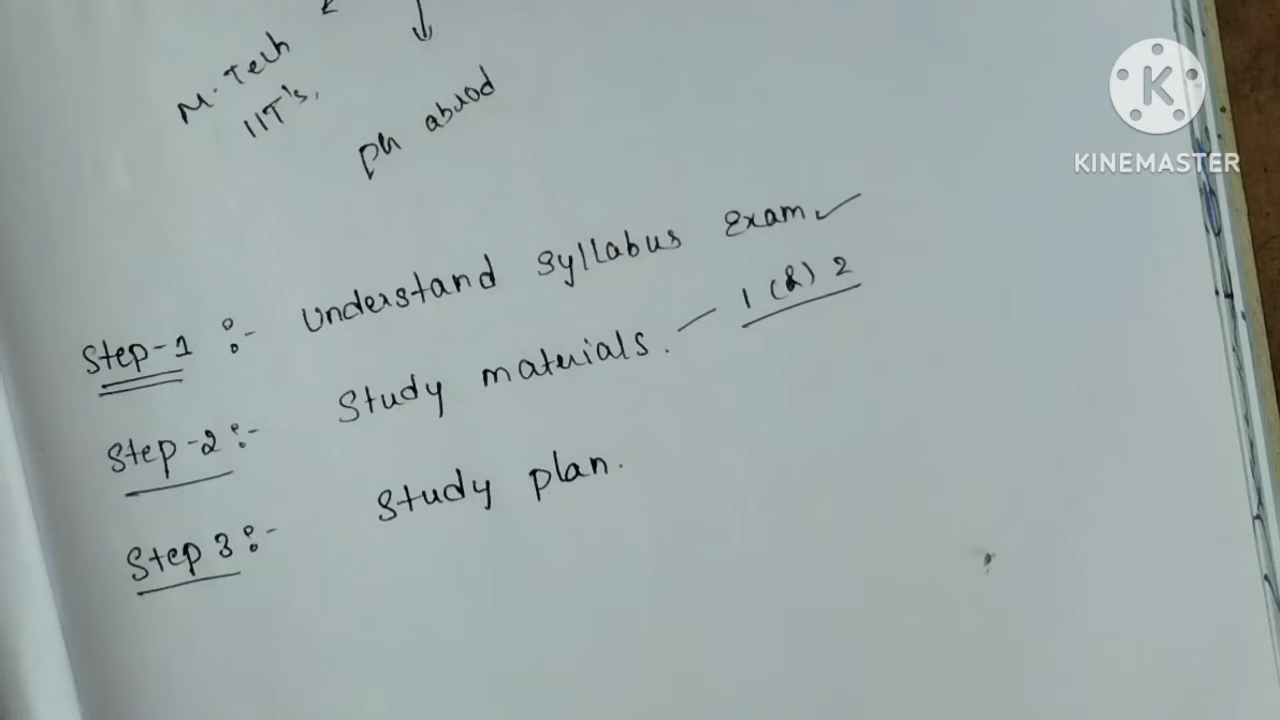 M. Tech
IIT's,
ph abrod
K
KINEMASTER
Step-1 :- Understand syllabus Exam ✓
Step-2 :- Study materials. — 1 (&) 2
Step 3 :- Study plan.